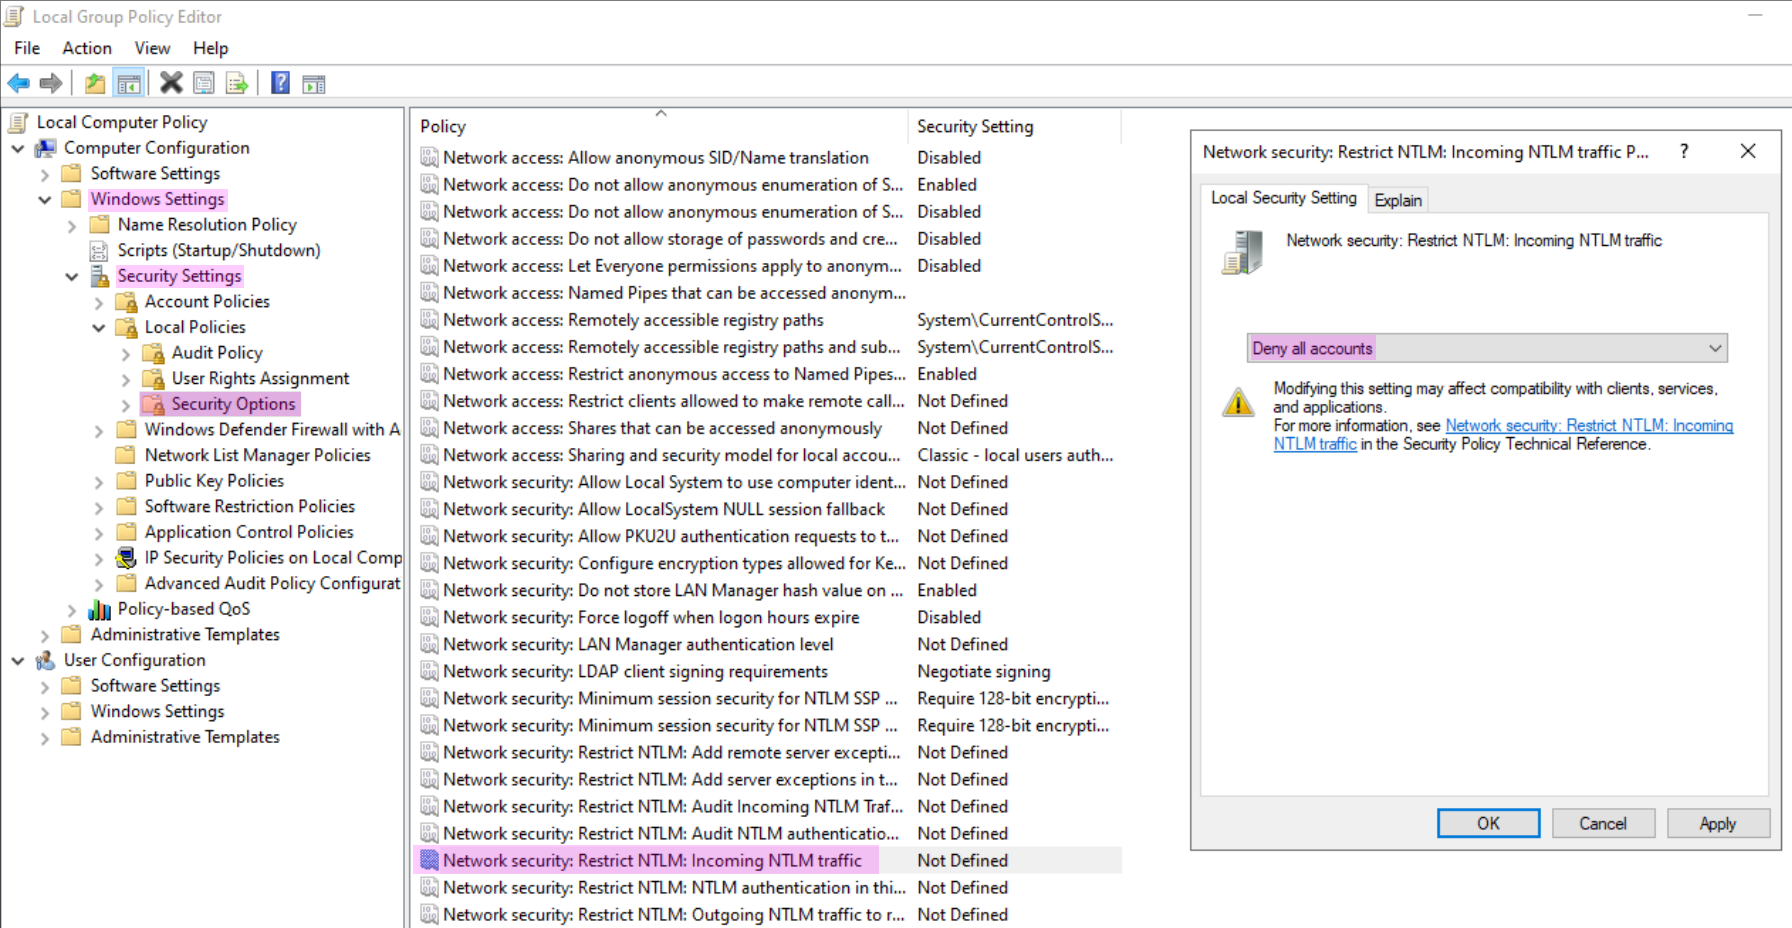 Local Group Policy Editor
File Action View Help
Local Computer Policy
Computer Configuration
Software Settings
Windows Settings
Name Resolution Policy
Scripts (Startup/Shutdown)
Security Settings
Account Policies
Local Policies
Audit Policy
User Rights Assignment
Security Options
Windows Defender Firewall with A
Network List Manager Policies
Public Key Policies
Software Restriction Policies
Application Control Policies
IP Security Policies on Local Comp
Advanced Audit Policy Configurat
Policy-based QoS
Administrative Templates
User Configuration
Software Settings
Windows Settings
Administrative Templates
Policy Security Setting
Network access: Allow anonymous SID/Name translation Disabled
Network access: Do not allow anonymous enumeration of S... Enabled
Network access: Do not allow anonymous enumeration of S... Disabled
Network access: Do not allow storage of passwords and cre... Disabled
Network access: Let Everyone permissions apply to anonym... Disabled
Network access: Named Pipes that can be accessed anonym...
Network access: Remotely accessible registry paths System\CurrentControlS...
Network access: Remotely accessible registry paths and sub... System\CurrentControlS...
Network access: Restrict anonymous access to Named Pipes... Enabled
Network access: Restrict clients allowed to make remote call... Not Defined
Network access: Shares that can be accessed anonymously Not Defined
Network access: Sharing and security model for local accou... Classic - local users auth...
Network security: Allow Local System to use computer ident... Not Defined
Network security: Allow LocalSystem NULL session fallback Not Defined
Network security: Allow PKU2U authentication requests to t... Not Defined
Network security: Configure encryption types allowed for Ke... Not Defined
Network security: Do not store LAN Manager hash value on ... Enabled
Network security: Force logoff when logon hours expire Disabled
Network security: LAN Manager authentication level Not Defined
Network security: LDAP client signing requirements Negotiate signing
Network security: Minimum session security for NTLM SSP ... Require 128-bit encrypti...
Network security: Minimum session security for NTLM SSP ... Require 128-bit encrypti...
Network security: Restrict NTLM: Add remote server excepti... Not Defined
Network security: Restrict NTLM: Add server exceptions in t... Not Defined
Network security: Restrict NTLM: Audit Incoming NTLM Traf... Not Defined
Network security: Restrict NTLM: Audit NTLM authenticatio... Not Defined
Network security: Restrict NTLM: Incoming NTLM traffic Not Defined
Network security: Restrict NTLM: NTLM authentication in thi... Not Defined
Network security: Restrict NTLM: Outgoing NTLM traffic to r... Not Defined
Network security: Restrict NTLM: Incoming NTLM traffic P... ?
Local Security Setting Explain
Network security: Restrict NTLM: Incoming NTLM traffic
Deny all accounts
Modifying this setting may affect compatibility with clients, services,
and applications.
For more information, see Network security: Restrict NTLM: Incoming
NTLM traffic in the Security Policy Technical Reference.
OK Cancel Apply